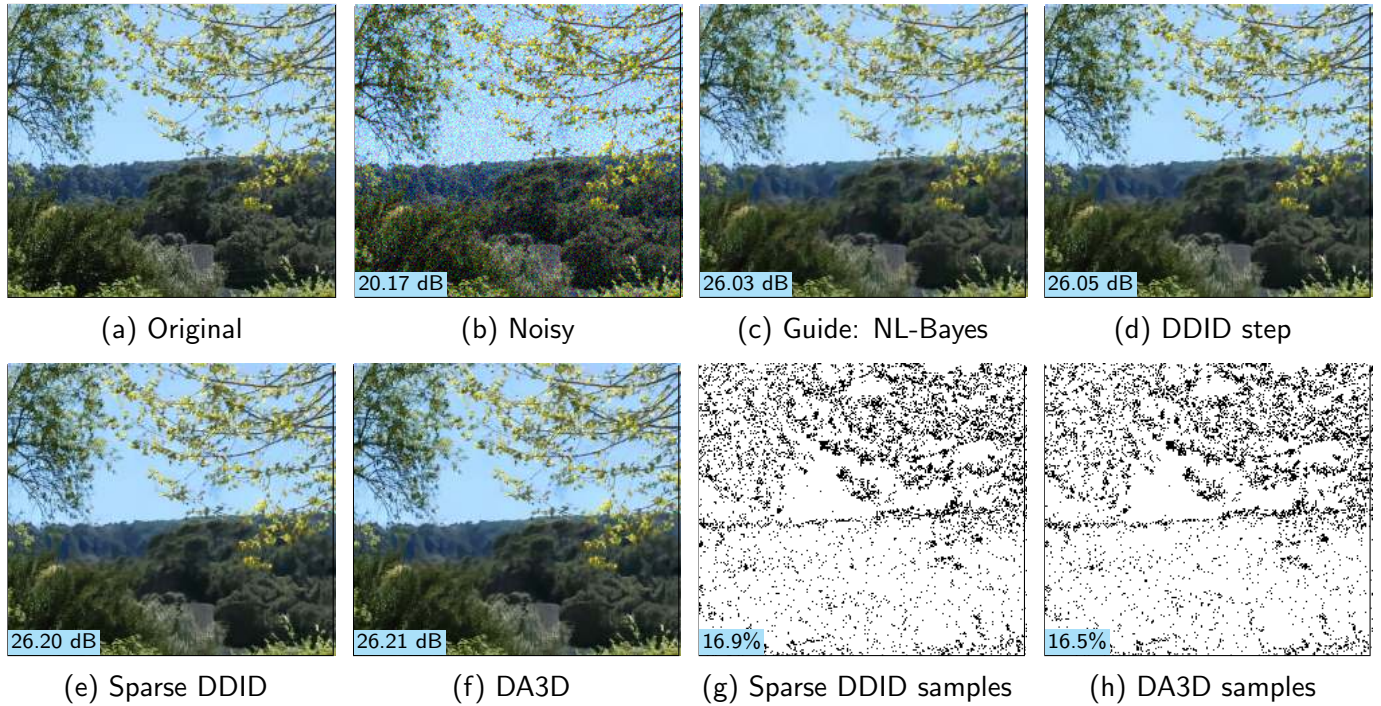 20.17 dB
26.03 dB
26.05 dB
(a) Original
(b) Noisy
(c) Guide: NL-Bayes
(d) DDID step
26.20 dB
26.21 dB
16.9%
16.5%
(e) Sparse DDID
(f) DA3D
(g) Sparse DDID samples
(h) DA3D samples